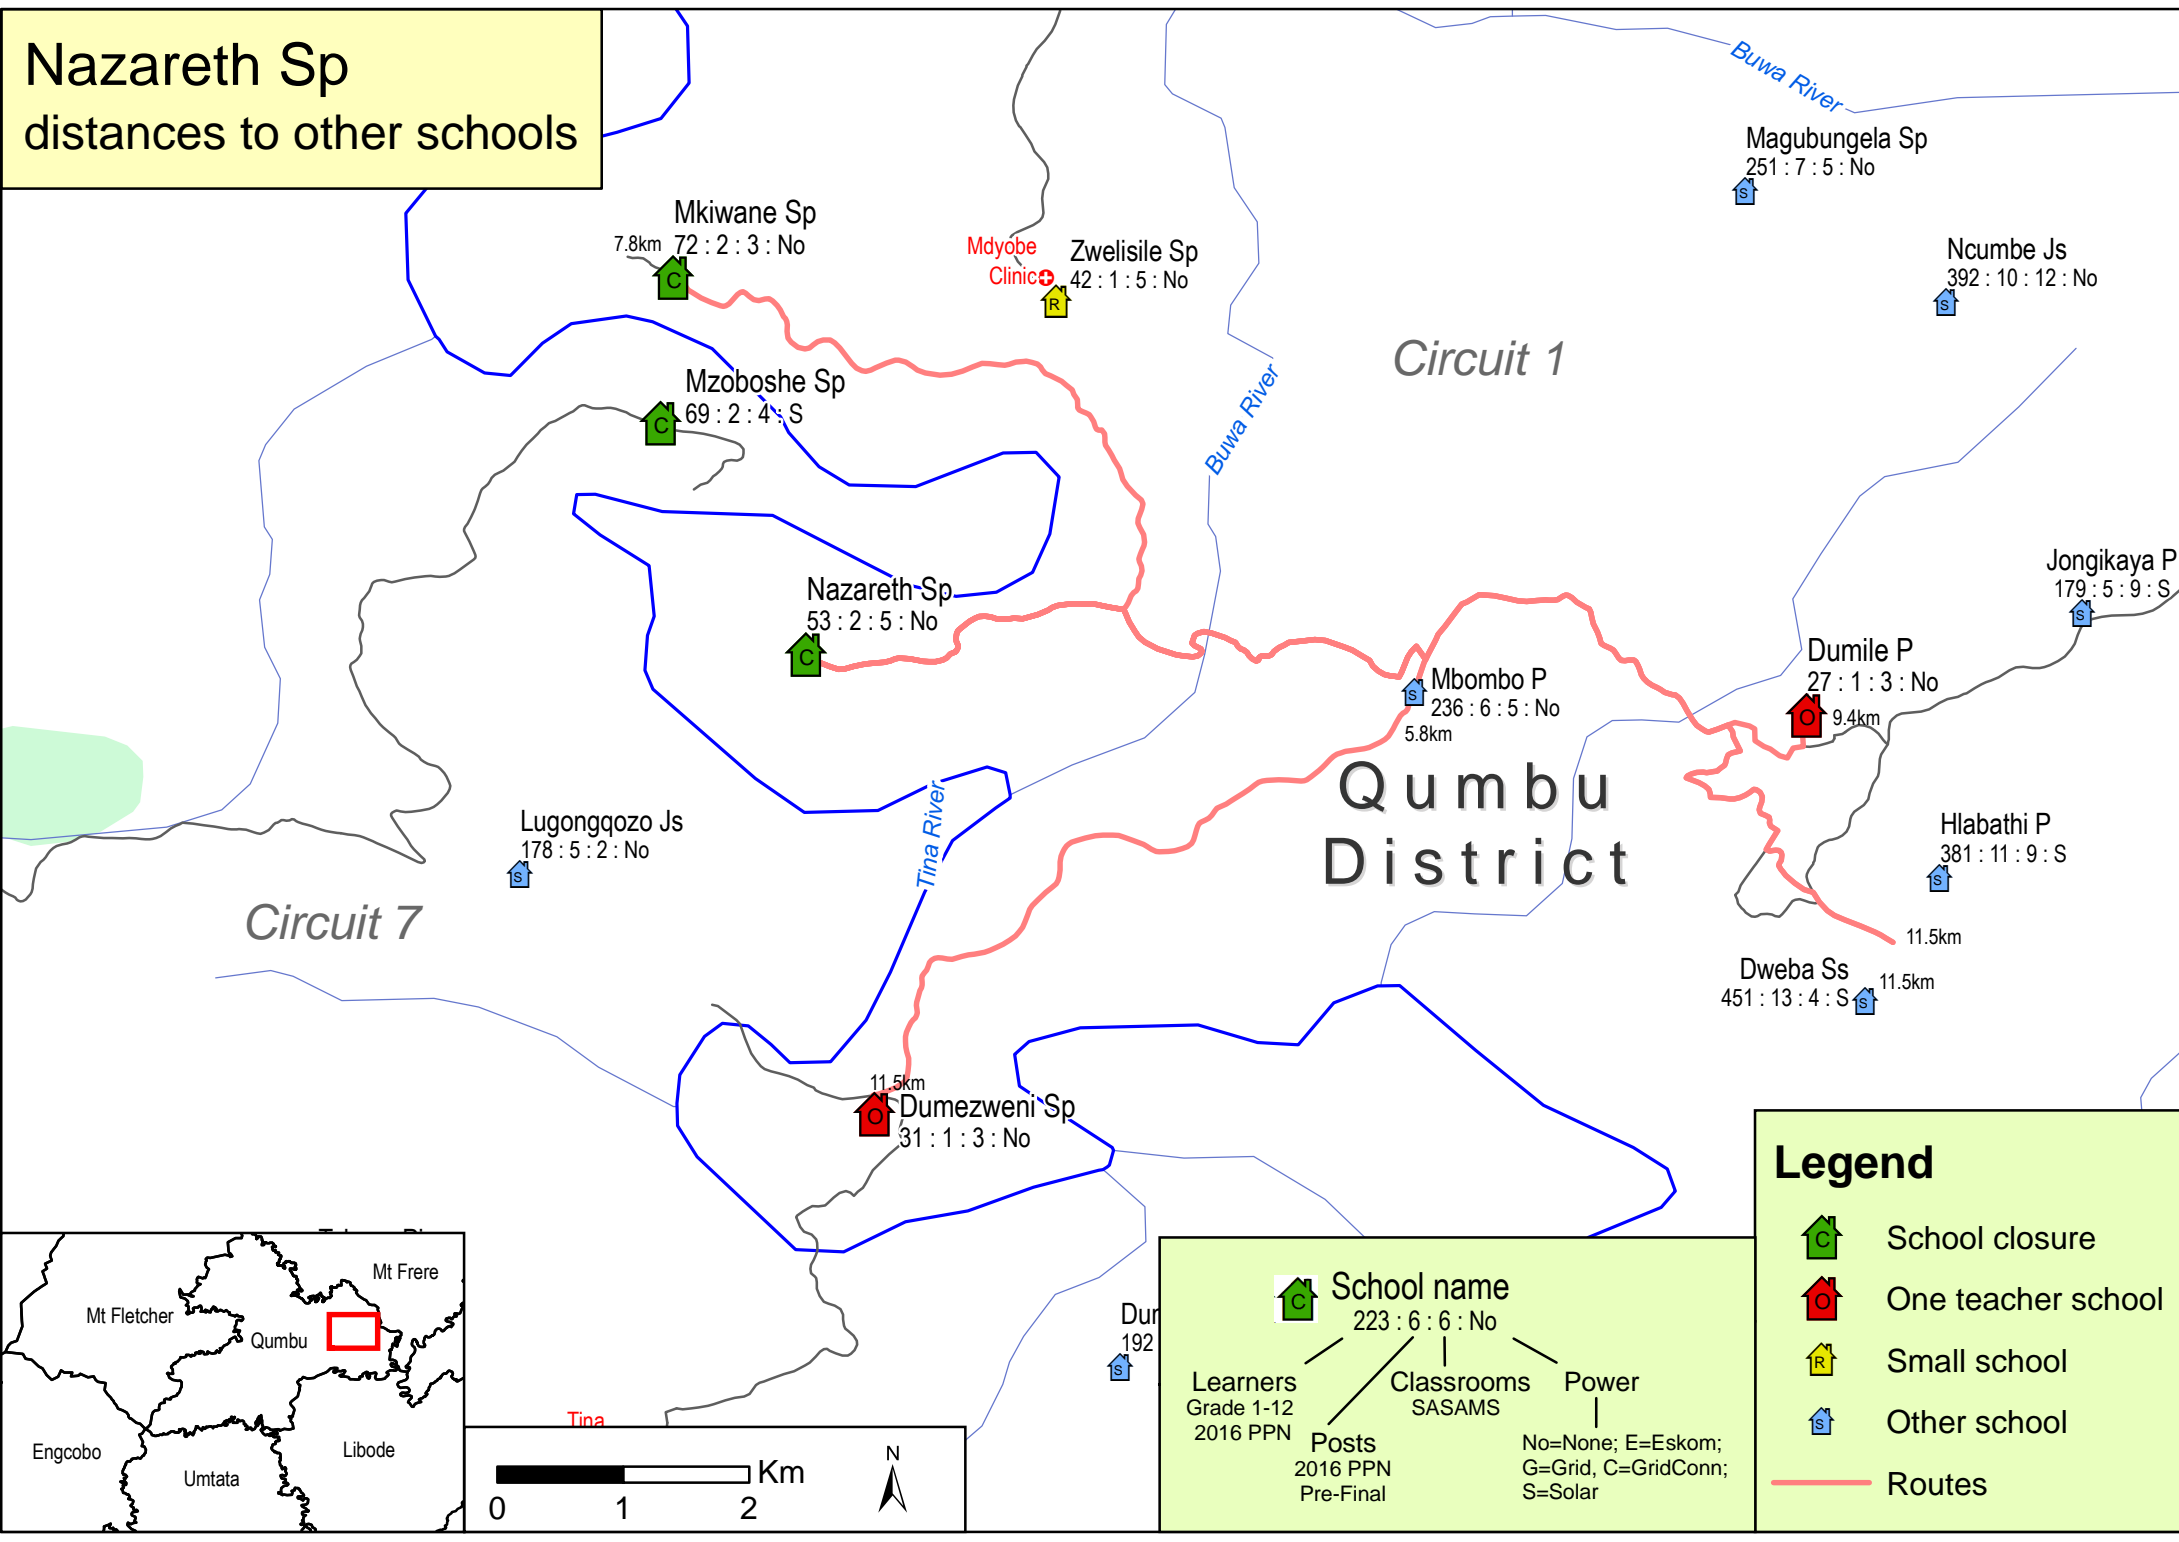 Nazareth Sp
distances to other schools
Buwa River
Magubungela Sp
251 : 7 : 5 : No
Mkiwane Sp
7.8km
72 : 2 : 3 : No
Mdyobe
Clinic
Zwelisile Sp
42 : 1 : 5 : No
R
C
S
Ncumbe Js
392 : 10 : 12 : No
S
Circuit 1
Mzoboshe Sp
69 : 2 : 4 : S
C
Buwa River
Nazareth Sp
53 : 2 : 5 : No
C
Jongikaya P
179 : 5 : 9 : S
S
Dumile P
27 : 1 : 3 : No
O
9.4km
Mbombo P
236 : 6 : 5 : No
S
5.8km
Qumbu
District
Tina River
Lugongqozo Js
178 : 5 : 2 : No
S
Circuit 7
Hlabathi P
381 : 11 : 9 : S
S
11.5km
Dweba Ss
451 : 13 : 4 : S
S
11.5km
11.5km
Dumezweni Sp
31 : 1 : 3 : No
O
Dur
192
S
Tina
Mt Frere
Mt Fletcher
Qumbu
Engcobo
Libode
Umtata
Km
0 1 2
N
C
School name
223 : 6 : 6 : No
Learners
Grade 1-12
2016 PPN
Posts
2016 PPN
Pre-Final
Classrooms
SASAMS
Power
No=None; E=Eskom;
G=Grid, C=GridConn;
S=Solar
Legend
C School closure
O One teacher school
R Small school
S Other school
Routes